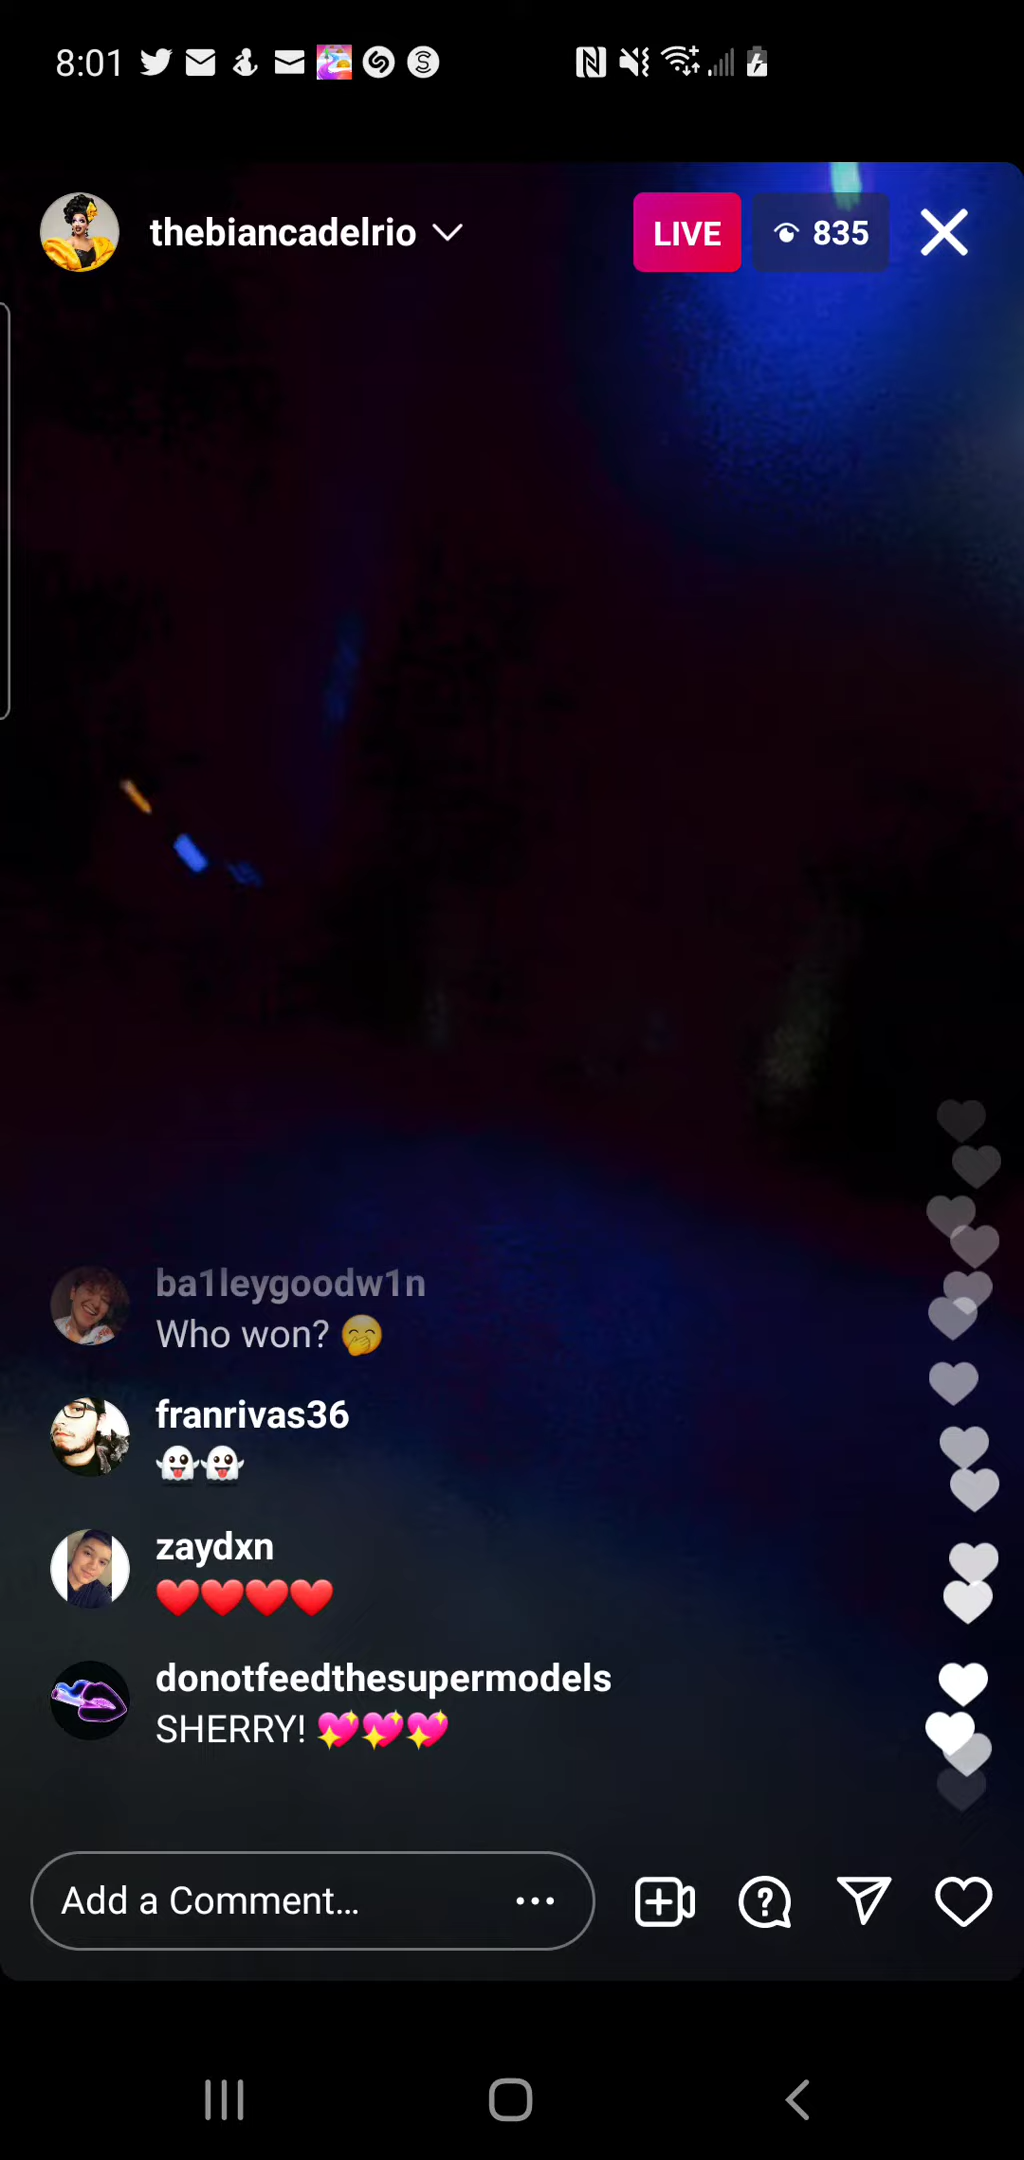 8:01
thebiancadelrio
LIVE
835
ba1leygoodw1n
Who won? 🤭
franrivas36
👻👻
zaydxn
❤️❤️❤️❤️
donotfeedthesupermodels
SHERRY! 💖💖💖
Add a Comment...